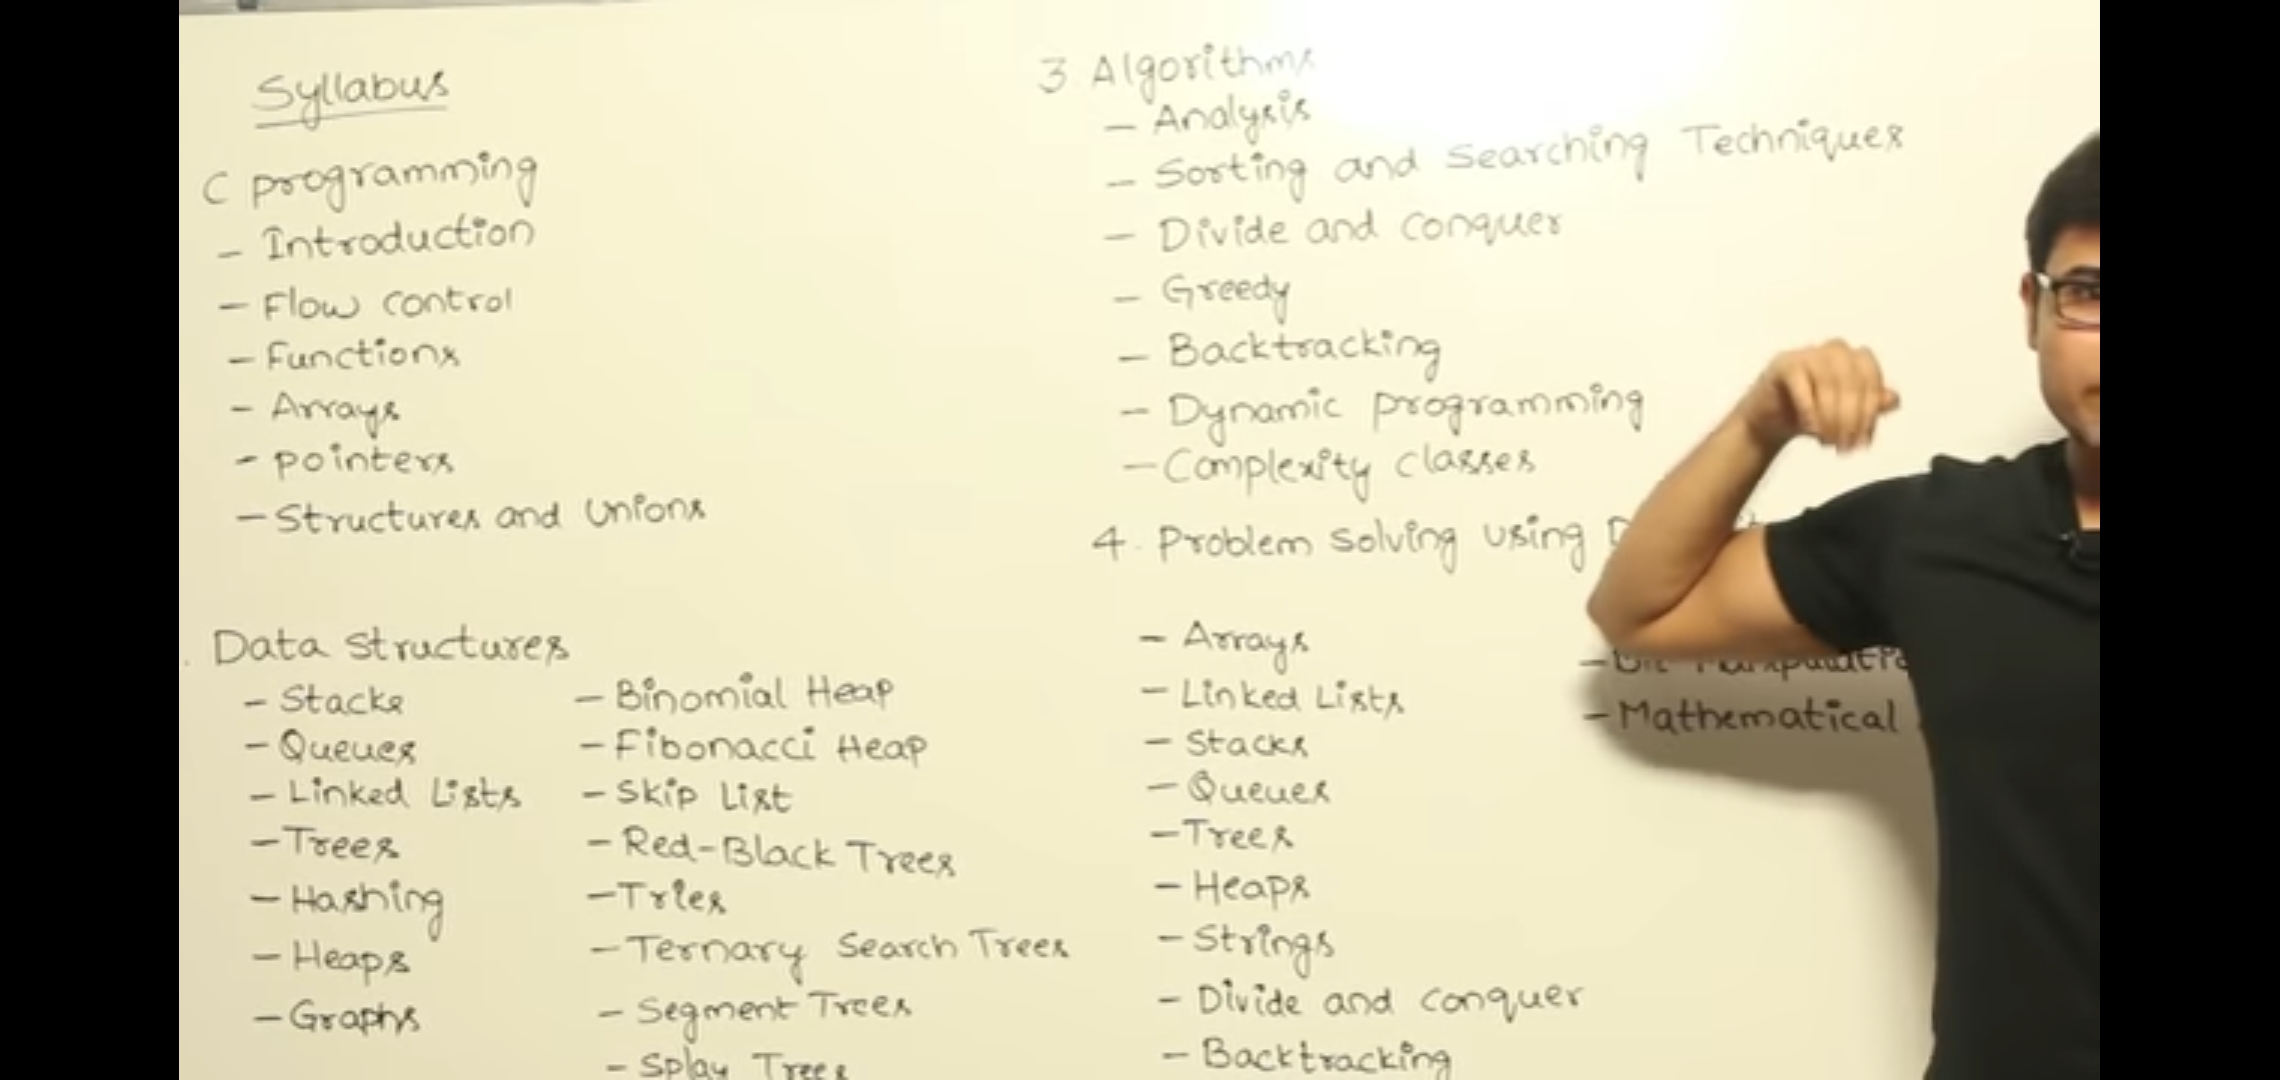 Syllabus
C programming
- Introduction
- Flow control
- Functions
- Arrays
- pointers
- Structures and Unions
. Data structures
- Stacks
- Queues
- Linked Lists
- Trees
- Hashing
- Heaps
- Graphs
- Binomial Heap
- Fibonacci Heap
- Skip List
- Red-Black Trees
- Tries
- Ternary Search Trees
- Segment Trees
- Splay Trees
3. Algorithms
- Analysis
- Sorting and Searching Techniques
- Divide and conquer
- Greedy
- Backtracking
- Dynamic programming
- Complexity classes
4. Problem solving using
- Arrays
- Linked Lists
- Stacks
- Queues
- Trees
- Heaps
- Strings
- Divide and conquer
- Backtracking
- Mathematical